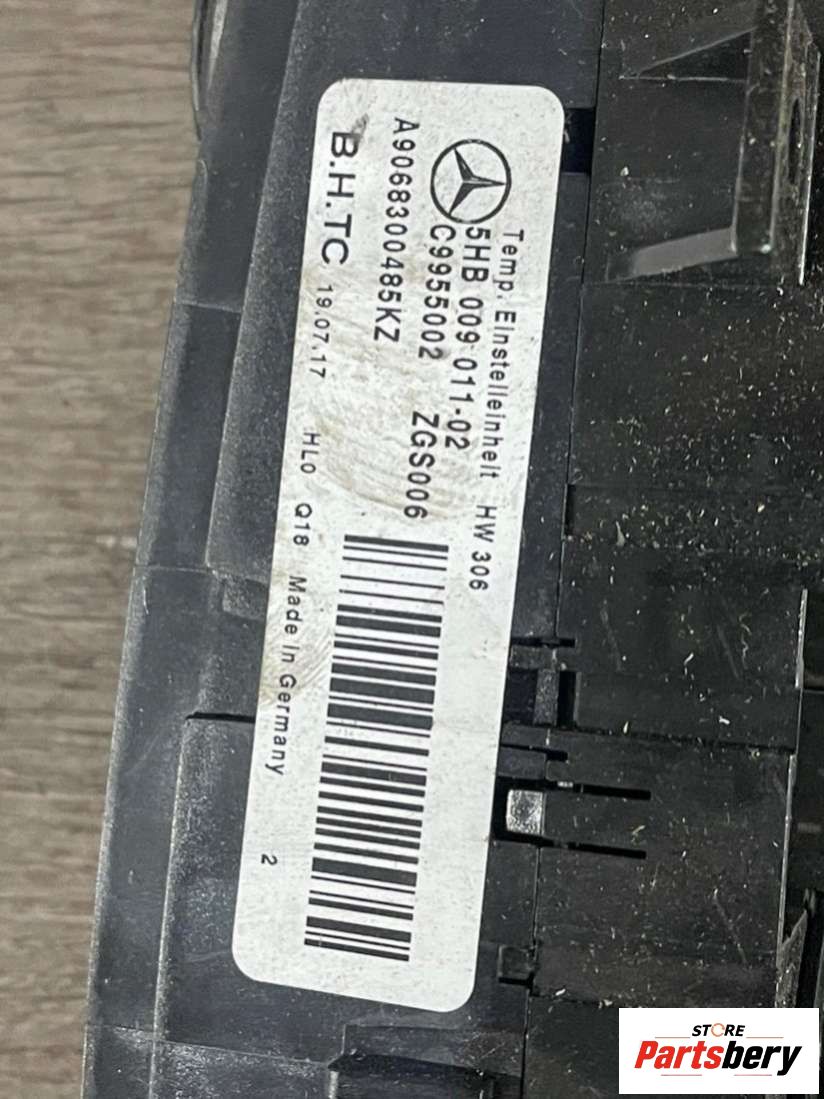 Temp. Einstelleinheit HW 306
5HB 009 011-02
C9955002 ZGS006
A9068300485KZ
B.H.TC 19.07.17 HL0 Q18 Made in Germany 2
STORE
Partsbery